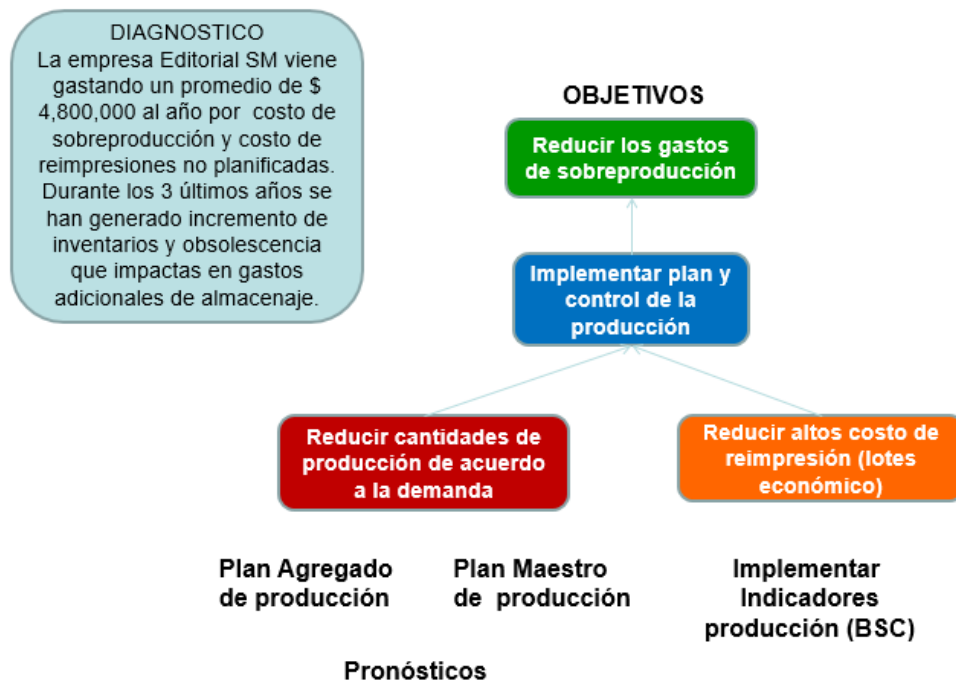 DIAGNOSTICO
La empresa Editorial SM viene
gastando un promedio de $
4,800,000 al año por costo de
sobreproducción y costo de
reimpresiones no planificadas.
Durante los 3 últimos años se
han generado incremento de
inventarios y obsolescencia
que impactas en gastos
adicionales de almacenaje.
OBJETIVOS
Reducir los gastos
de sobreproducción
Implementar plan y
control de la
producción
Reducir cantidades de
producción de acuerdo
a la demanda
Reducir altos costo de
reimpresión (lotes
económico)
Plan Agregado
de producción
Plan Maestro
de producción
Implementar
Indicadores
producción (BSC)
Pronósticos